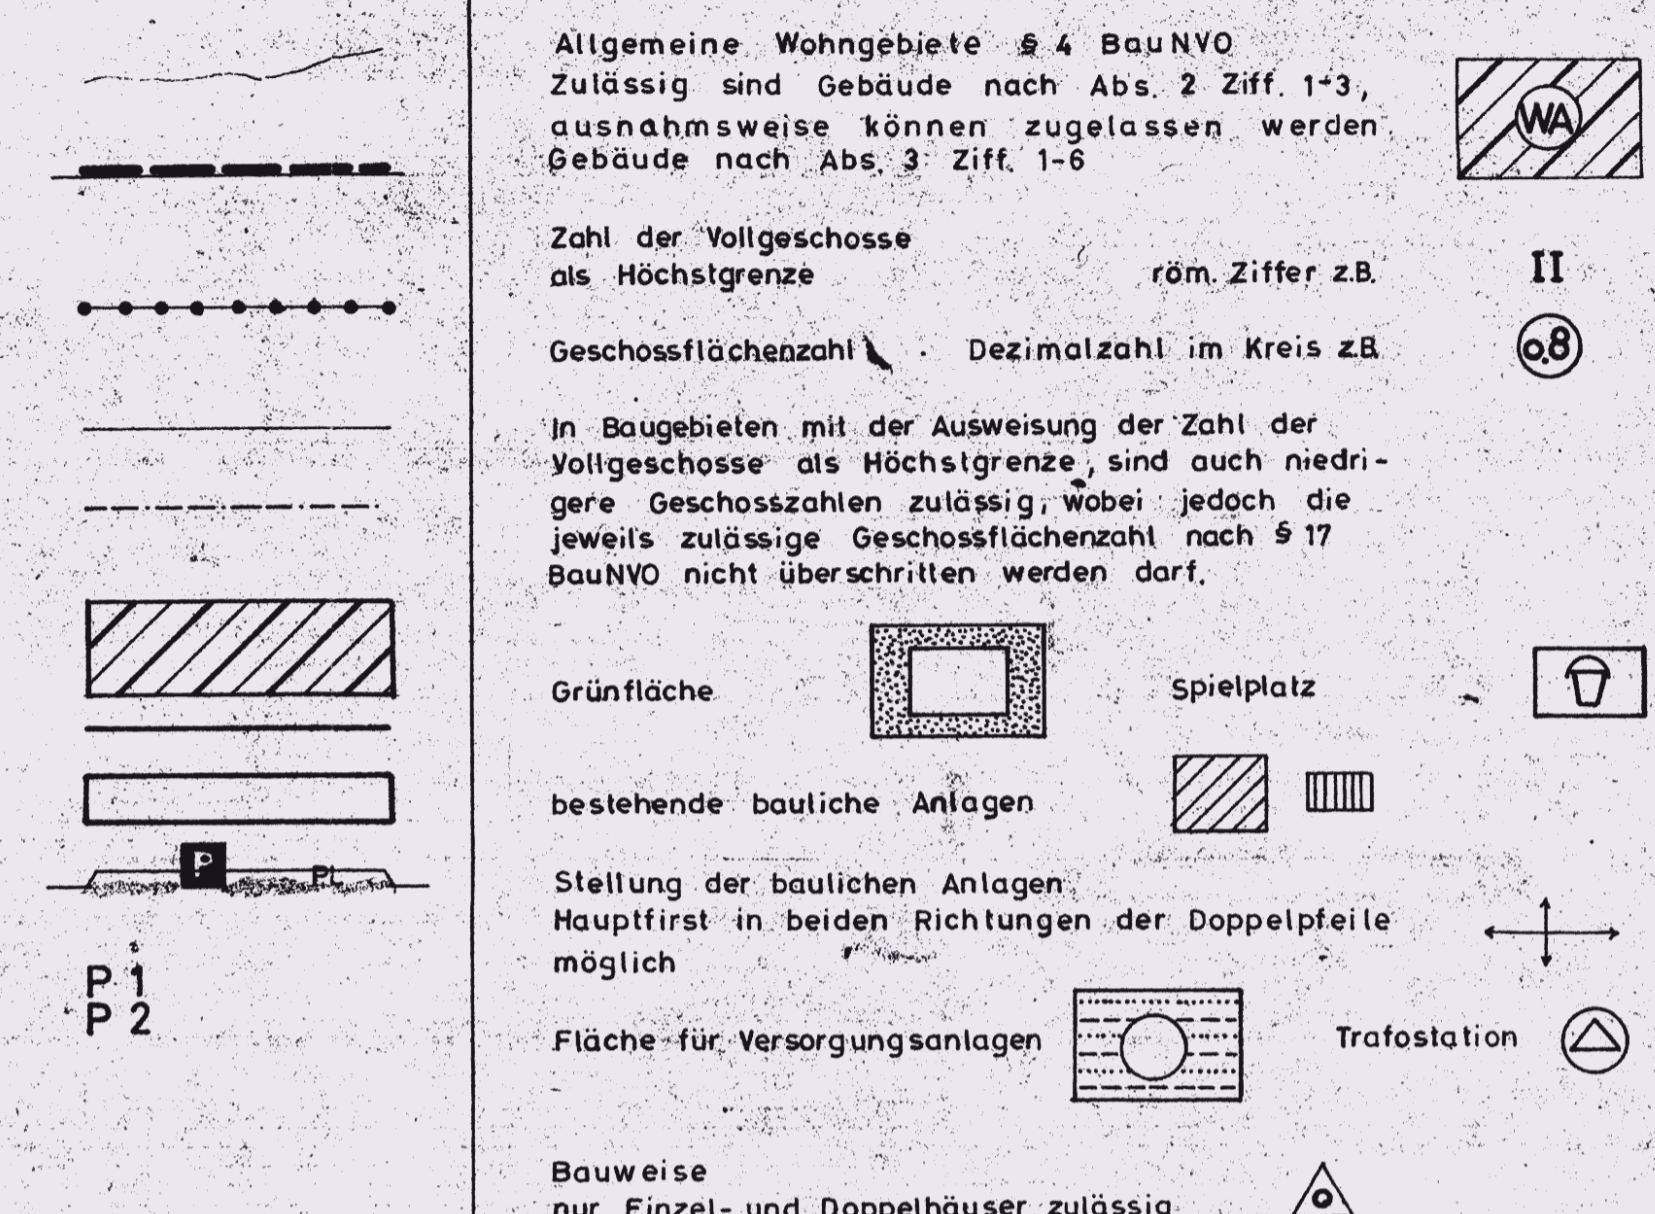 Allgemeine Wohngebiete § 4 BauNVO
Zulässig sind Gebäude nach Abs. 2 Ziff. 1-3,
ausnahmsweise können zugelassen werden
Gebäude nach Abs. 3 Ziff. 1-6
WA
Zahl der Vollgeschosse
als Höchstgrenze röm. Ziffer z.B. II
Geschossflächenzahl Dezimalzahl im Kreis z.B. 0.8
In Baugebieten mit der Ausweisung der Zahl der
Vollgeschosse als Höchstgrenze, sind auch niedri-
gere Geschosszahlen zulässig, wobei jedoch die
jeweils zulässige Geschossflächenzahl nach § 17
BauNVO nicht überschritten werden darf.
Grünfläche Spielplatz
bestehende bauliche Anlagen
Stellung der baulichen Anlagen
Hauptfirst in beiden Richtungen der Doppelpfeile
möglich
Fläche für Versorgungsanlagen Trafostation
Bauweise
nur Einzel- und Doppelhäuser zulässig
P PL
P 1
P 2